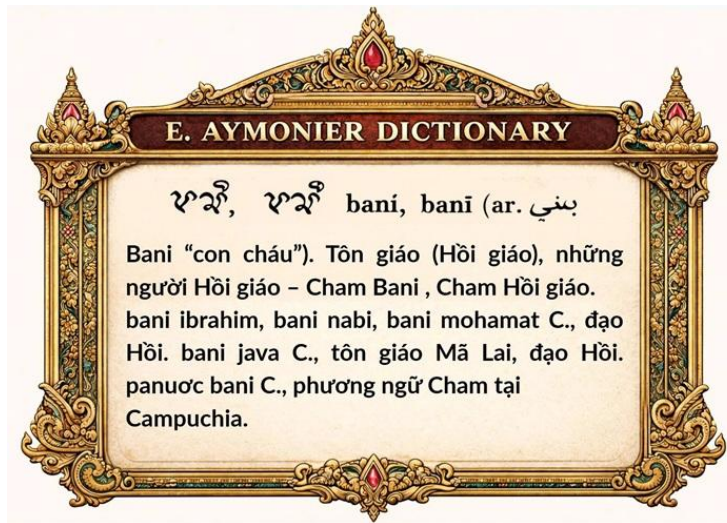 E. AYMONIER DICTIONARY
baní, banī (ar. بني
Bani “con cháu”). Tôn giáo (Hồi giáo), những
người Hồi giáo – Cham Bani , Cham Hồi giáo.
bani ibrahim, bani nabi, bani mohamat C., đạo
Hồi. bani java C., tôn giáo Mã Lai, đạo Hồi.
panuơc bani C., phương ngữ Cham tại
Campuchia.